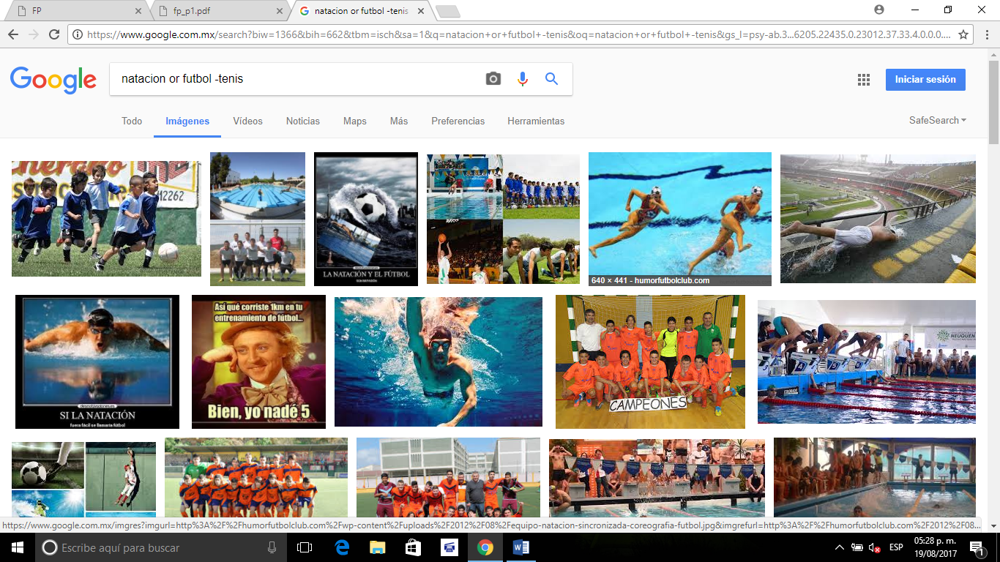 FP
fp_p1.pdf
natacion or futbol -tenis
https://www.google.com.mx/search?biw=1366&bih=662&tbm=isch&sa=1&q=natacion+or+futbol+-tenis&oq=natacion+or+futbol+-tenis&gs_l=psy-ab.3...6205.22435.0.23012.37.33.4.0.0.0....
Google
natacion or futbol -tenis
Iniciar sesión
Todo
Imágenes
Vídeos
Noticias
Maps
Más
Preferencias
Herramientas
SafeSearch
12262
LA NATACIÓN Y EL FÚTBOL
640 × 441 - humorfutbolclub.com
SI LA NATACIÓN
fuera fácil se llamaría fútbol
Así qué corriste 1km en tu
entrenamiento de fútbol...
Bien, yo nadé 5
CAMPEONES
NEUQUEN
COLORADO
https://www.google.com.mx/imgres?imgurl=http%3A%2F%2Fhumorfutbolclub.com%2Fwp-content%2Fuploads%2F2012%2F08%2Fequipo-natacion-sincronizada-coreografia-futbol.jpg&imgrefurl=http%3A%2F%2Fhumorfutbolclub.com%2F2012%2F08...
Escribe aquí para buscar
ESP
05:28 p. m.
19/08/2017
1